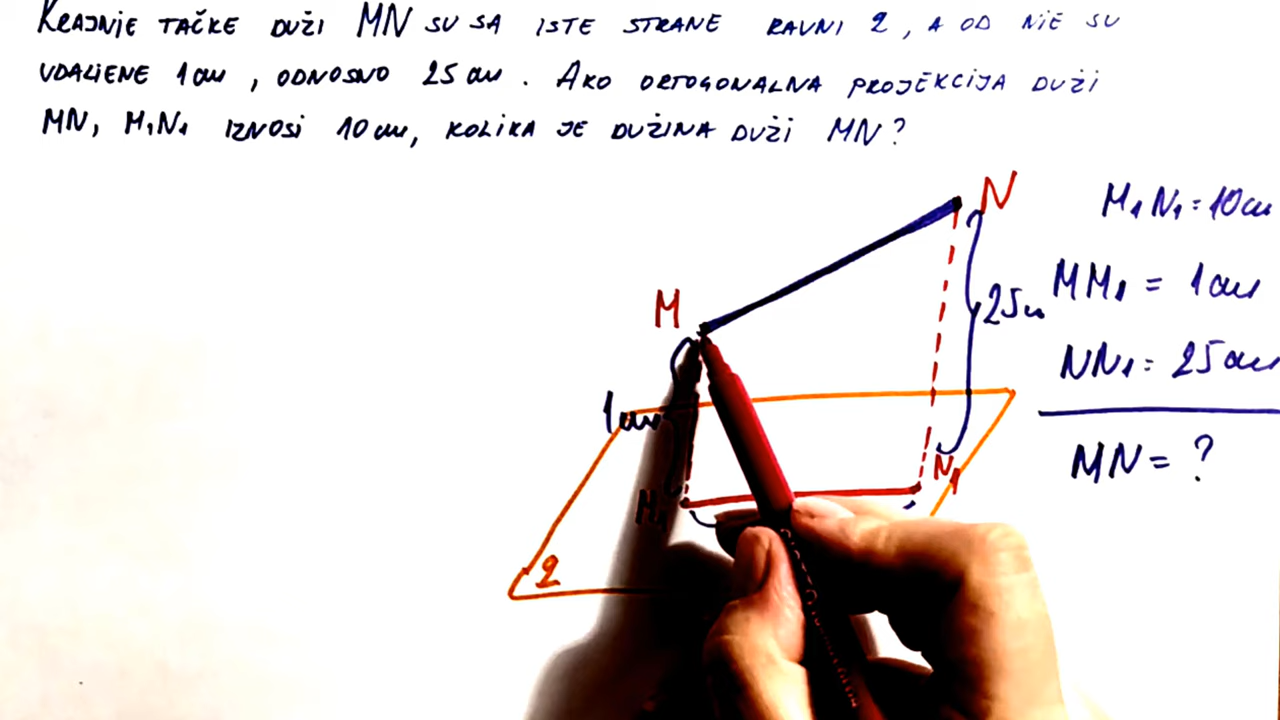 KRAJNJE TAČKE DUŽI MN SU SA ISTE STRANE RAVNI 2, A OD NJE SU
UDALJENE 1cm, ODNOSNO 25cm. AKO ORTOGONALNA PROJEKCIJA DUŽI
MN, M1N1 IZNOSI 10cm, KOLIKA JE DUŽINA DUŽI MN?
N
M1N1=10cm
M
25cm
MM1 = 1cm
NN1=25cm
1cm
MN=?
N1
M1
2